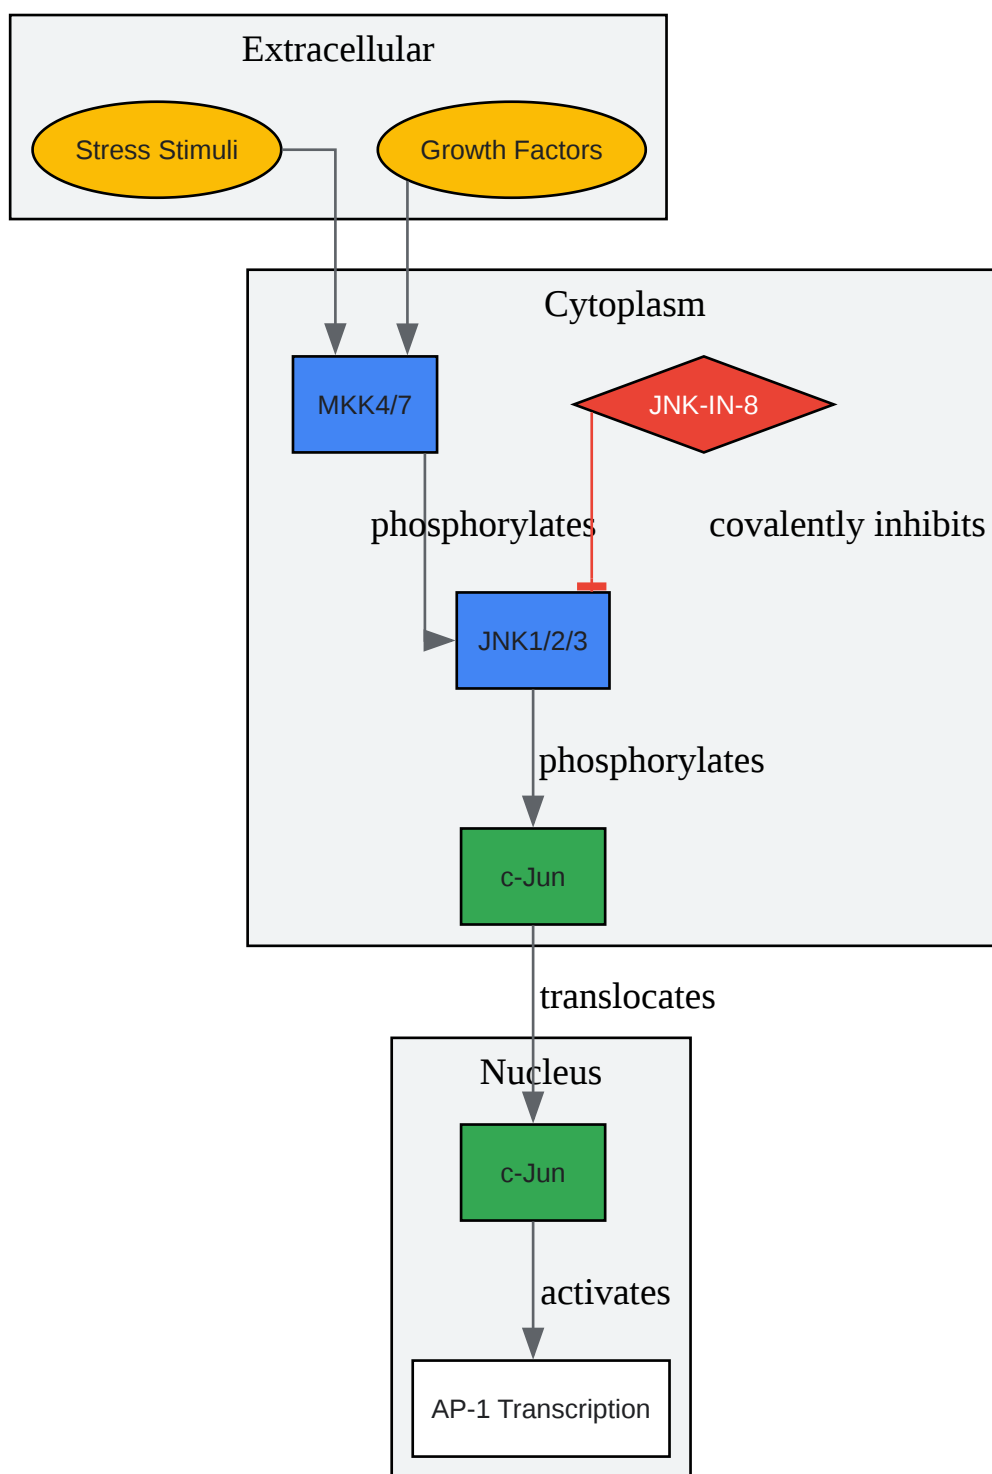 Extracellular
Stress Stimuli
Growth Factors
Cytoplasm
MKK4/7
JNK-IN-8
phosphorylates
covalently inhibits
JNK1/2/3
phosphorylates
c-Jun
translocates
Nucleus
c-Jun
activates
AP-1 Transcription